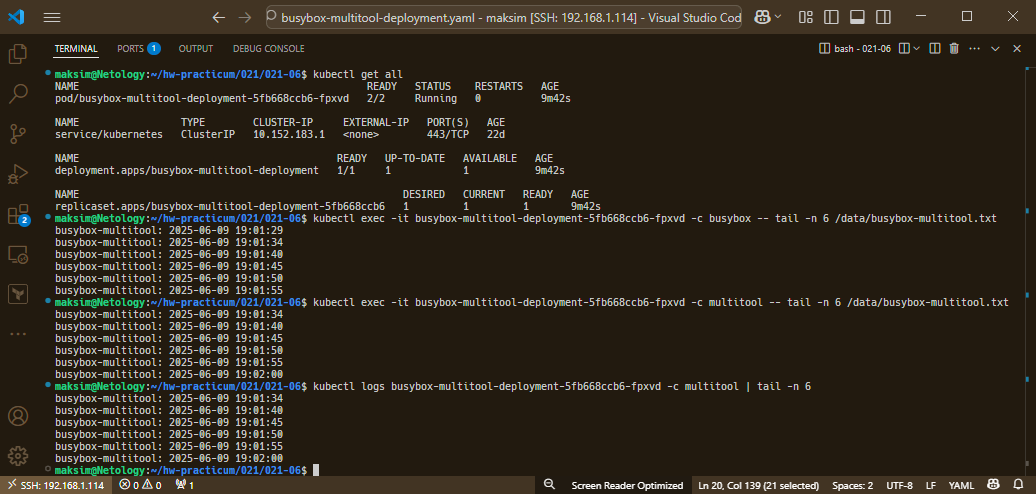 busybox-multitool-deployment.yaml - maksim [SSH: 192.168.1.114] - Visual Studio Cod
TERMINAL PORTS 1 OUTPUT DEBUG CONSOLE bash - 021-06
maksim@Netology:~/hw-practicum/021/021-06$ kubectl get all
NAME READY STATUS RESTARTS AGE
pod/busybox-multitool-deployment-5fb668ccb6-fpxvd 2/2 Running 0 9m42s
NAME TYPE CLUSTER-IP EXTERNAL-IP PORT(S) AGE
service/kubernetes ClusterIP 10.152.183.1 <none> 443/TCP 22d
NAME READY UP-TO-DATE AVAILABLE AGE
deployment.apps/busybox-multitool-deployment 1/1 1 1 9m42s
NAME DESIRED CURRENT READY AGE
replicaset.apps/busybox-multitool-deployment-5fb668ccb6 1 1 1 9m42s
maksim@Netology:~/hw-practicum/021/021-06$ kubectl exec -it busybox-multitool-deployment-5fb668ccb6-fpxvd -c busybox -- tail -n 6 /data/busybox-multitool.txt
busybox-multitool: 2025-06-09 19:01:29
busybox-multitool: 2025-06-09 19:01:34
busybox-multitool: 2025-06-09 19:01:40
busybox-multitool: 2025-06-09 19:01:45
busybox-multitool: 2025-06-09 19:01:50
busybox-multitool: 2025-06-09 19:01:55
maksim@Netology:~/hw-practicum/021/021-06$ kubectl exec -it busybox-multitool-deployment-5fb668ccb6-fpxvd -c multitool -- tail -n 6 /data/busybox-multitool.txt
busybox-multitool: 2025-06-09 19:01:34
busybox-multitool: 2025-06-09 19:01:40
busybox-multitool: 2025-06-09 19:01:45
busybox-multitool: 2025-06-09 19:01:50
busybox-multitool: 2025-06-09 19:01:55
busybox-multitool: 2025-06-09 19:02:00
maksim@Netology:~/hw-practicum/021/021-06$ kubectl logs busybox-multitool-deployment-5fb668ccb6-fpxvd -c multitool | tail -n 6
busybox-multitool: 2025-06-09 19:01:34
busybox-multitool: 2025-06-09 19:01:40
busybox-multitool: 2025-06-09 19:01:45
busybox-multitool: 2025-06-09 19:01:50
busybox-multitool: 2025-06-09 19:01:55
busybox-multitool: 2025-06-09 19:02:00
maksim@Netology:~/hw-practicum/021/021-06$
2
SSH: 192.168.1.114 0 0 1 Screen Reader Optimized Ln 20, Col 139 (21 selected) Spaces: 2 UTF-8 LF YAML